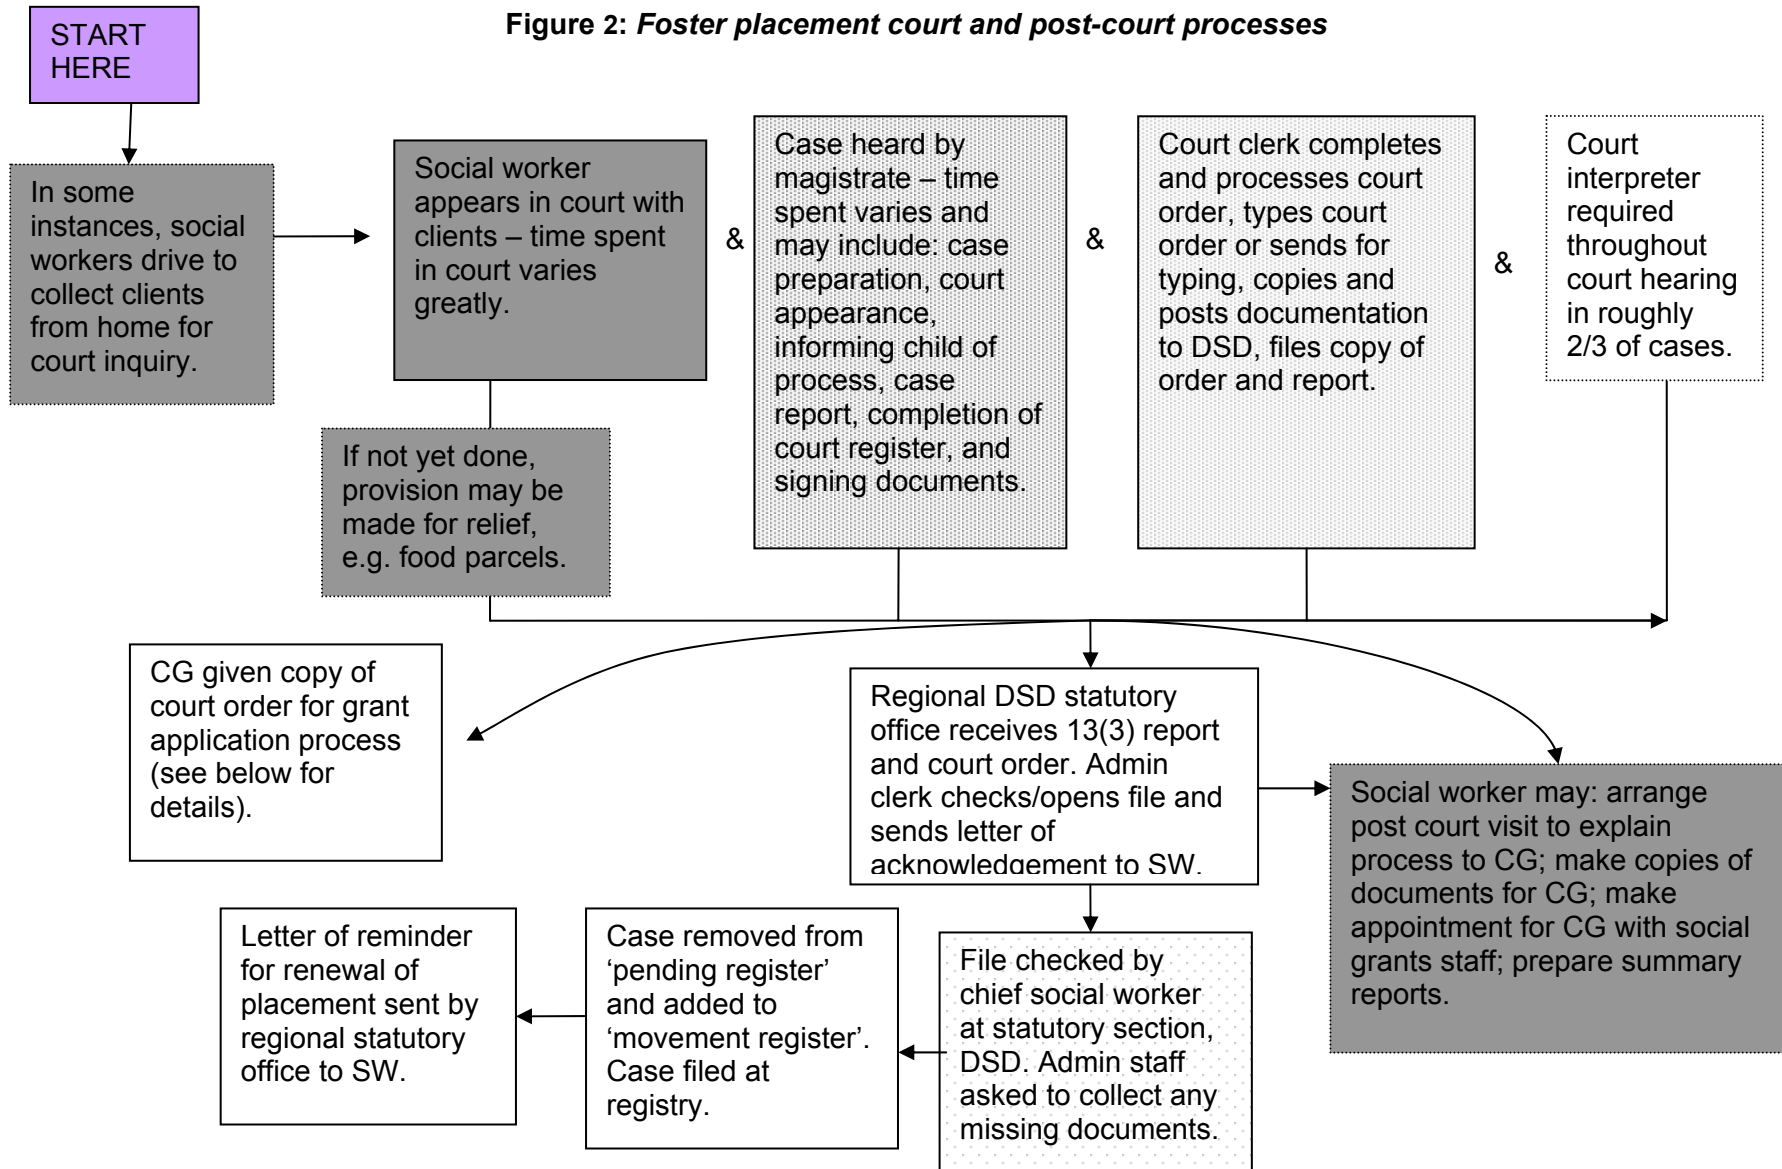 Figure 2: Foster placement court and post-court processes
START
HERE
In some
instances, social
workers drive to
collect clients
from home for
court inquiry.
Social worker
appears in court with
clients – time spent
in court varies
greatly.
&
Case heard by
magistrate – time
spent varies and
may include: case
preparation, court
appearance,
informing child of
process, case
report, completion of
court register, and
signing documents.
&
Court clerk completes
and processes court
order, types court
order or sends for
typing, copies and
posts documentation
to DSD, files copy of
order and report.
&
Court
interpreter
required
throughout
court hearing
in roughly
2/3 of cases.
If not yet done,
provision may be
made for relief,
e.g. food parcels.
CG given copy of
court order for grant
application process
(see below for
details).
Regional DSD statutory
office receives 13(3) report
and court order. Admin
clerk checks/opens file and
sends letter of
acknowledgement to SW.
Social worker may: arrange
post court visit to explain
process to CG; make copies of
documents for CG; make
appointment for CG with social
grants staff; prepare summary
reports.
File checked by
chief social worker
at statutory section,
DSD. Admin staff
asked to collect any
missing documents.
Case removed from
‘pending register’
and added to
‘movement register’.
Case filed at
registry.
Letter of reminder
for renewal of
placement sent by
regional statutory
office to SW.